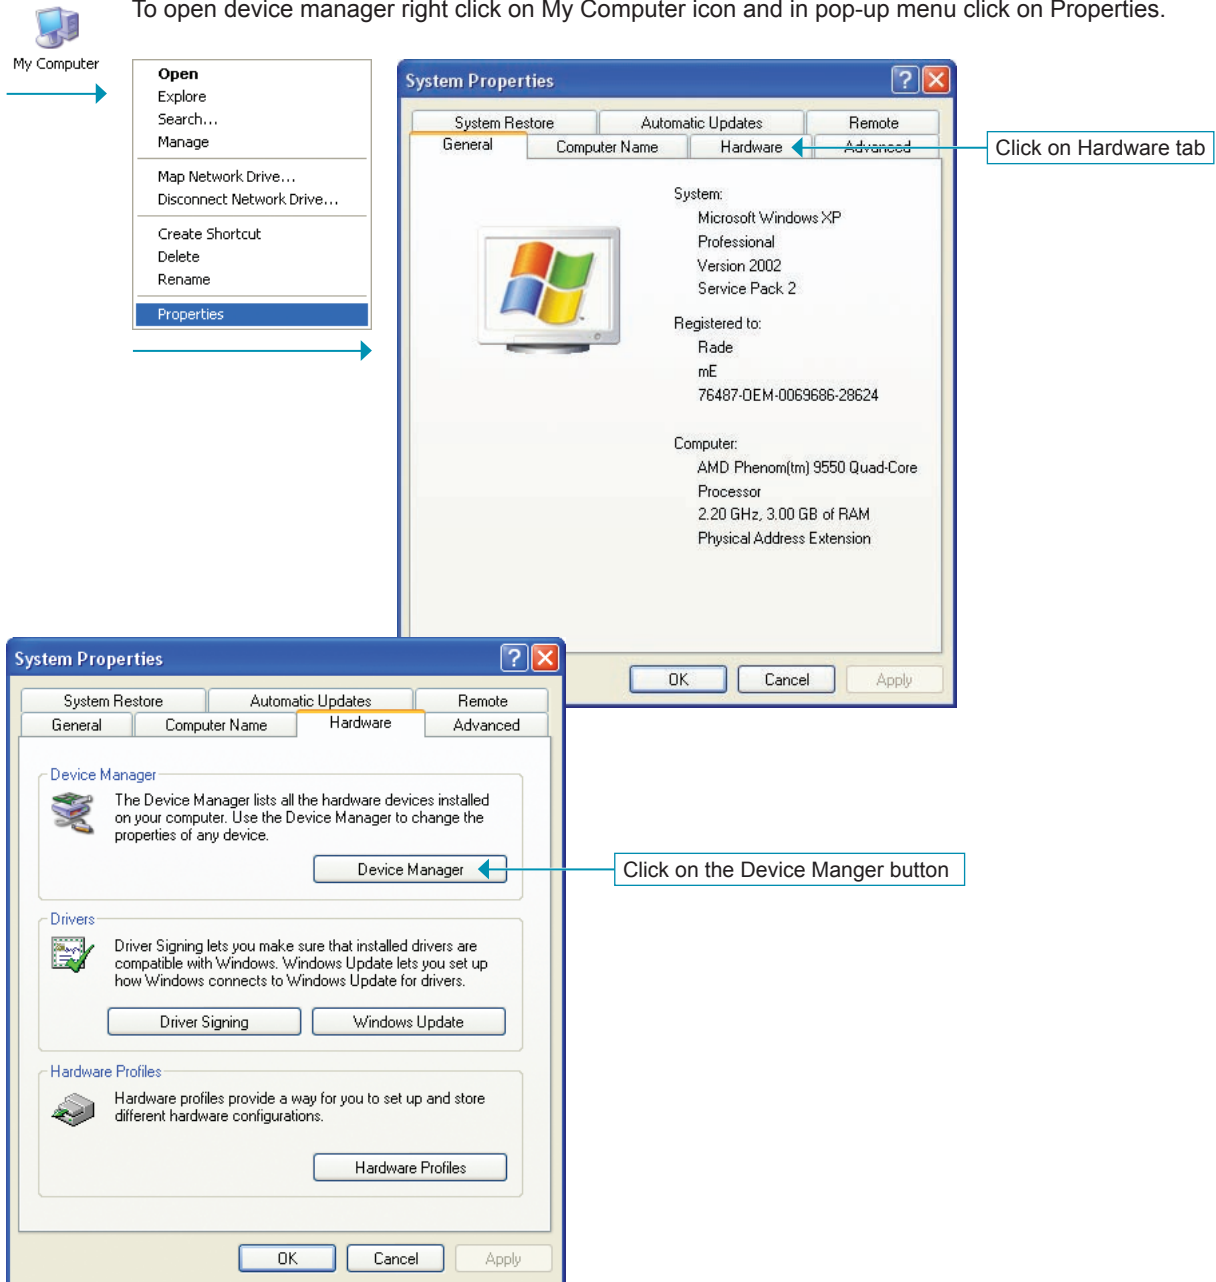 To open device manager right click on My Computer icon and in pop-up menu click on Properties.
My Computer
Open
Explore
Search...
Manage
Map Network Drive...
Disconnect Network Drive...
Create Shortcut
Delete
Rename
Properties
System Properties
System Restore
Automatic Updates
Remote
General
Computer Name
Hardware
Advanced
Click on Hardware tab
System:
Microsoft Windows XP
Professional
Version 2002
Service Pack 2
Registered to:
Rade
mE
76487-OEM-0069686-28624
Computer:
AMD Phenom(tm) 9550 Quad-Core
Processor
2.20 GHz, 3.00 GB of RAM
Physical Address Extension
OK
Cancel
Apply
System Properties
System Restore
Automatic Updates
Remote
General
Computer Name
Hardware
Advanced
Device Manager
The Device Manager lists all the hardware devices installed
on your computer. Use the Device Manager to change the
properties of any device.
Device Manager
Click on the Device Manger button
Drivers
Driver Signing lets you make sure that installed drivers are
compatible with Windows. Windows Update lets you set up
how Windows connects to Windows Update for drivers.
Driver Signing
Windows Update
Hardware Profiles
Hardware profiles provide a way for you to set up and store
different hardware configurations.
Hardware Profiles
OK
Cancel
Apply